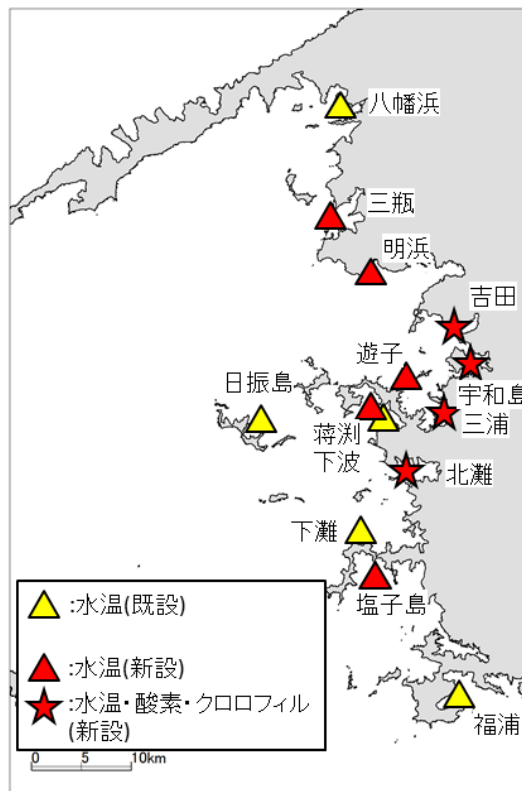 八幡浜
三瓶
明浜
吉田
遊子
日振島
宇和島
三浦
蒋渕
下波
北灘
下灘
塩子島
:水温(既設)
:水温(新設)
:水温・酸素・クロロフィル
(新設)
福浦
0 5 10km